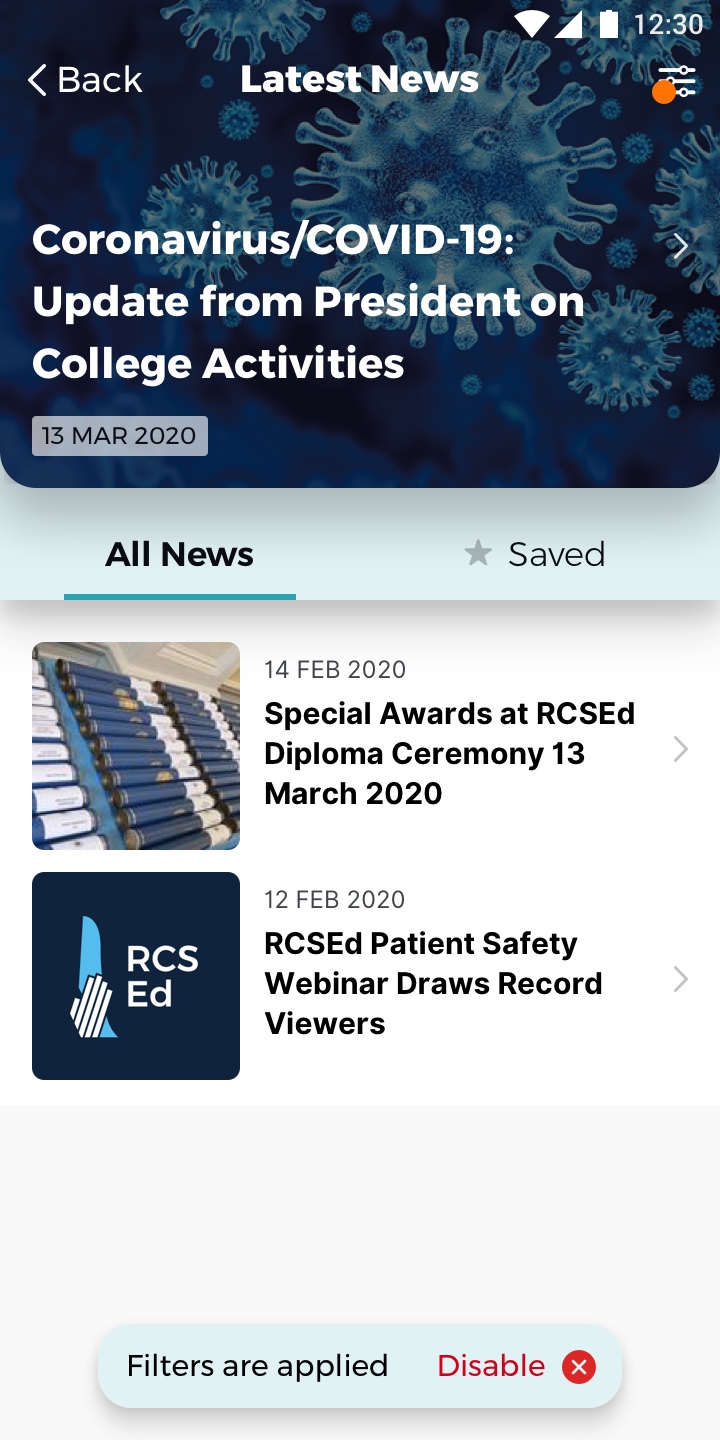 12:30
Back
Latest News
Coronavirus/COVID-19:
Update from President on
College Activities
13 MAR 2020
All News
Saved
14 FEB 2020
Special Awards at RCSEd
Diploma Ceremony 13
March 2020
RCS
Ed
12 FEB 2020
RCSEd Patient Safety
Webinar Draws Record
Viewers
Filters are applied
Disable